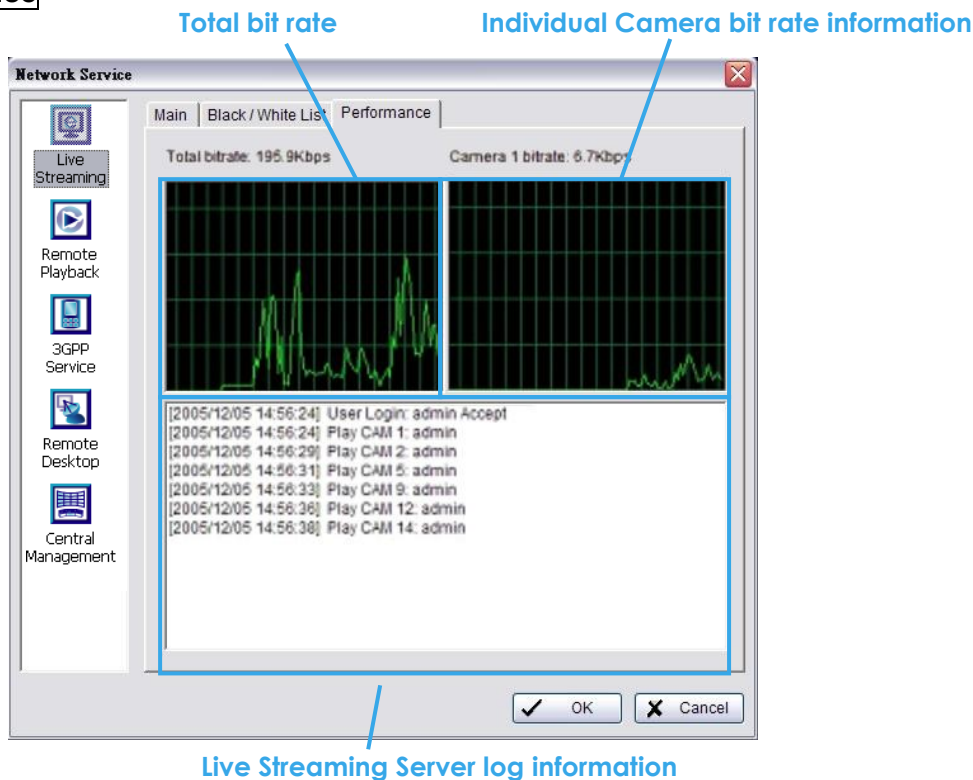 Total bit rate
Individual Camera bit rate information
Network Service
Main
Black / White List
Performance
Live
Streaming
Remote
Playback
3GPP
Service
Remote
Desktop
Central
Management
Total bitrate: 195.9Kbps
Camera 1 bitrate: 6.7Kbps
[2005/12/05 14:56:24] User Login: admin Accept
[2005/12/05 14:56:24] Play CAM 1: admin
[2005/12/05 14:56:29] Play CAM 2: admin
[2005/12/05 14:56:31] Play CAM 5: admin
[2005/12/05 14:56:33] Play CAM 9: admin
[2005/12/05 14:56:36] Play CAM 12: admin
[2005/12/05 14:56:38] Play CAM 14: admin
OK
Cancel
Live Streaming Server log information